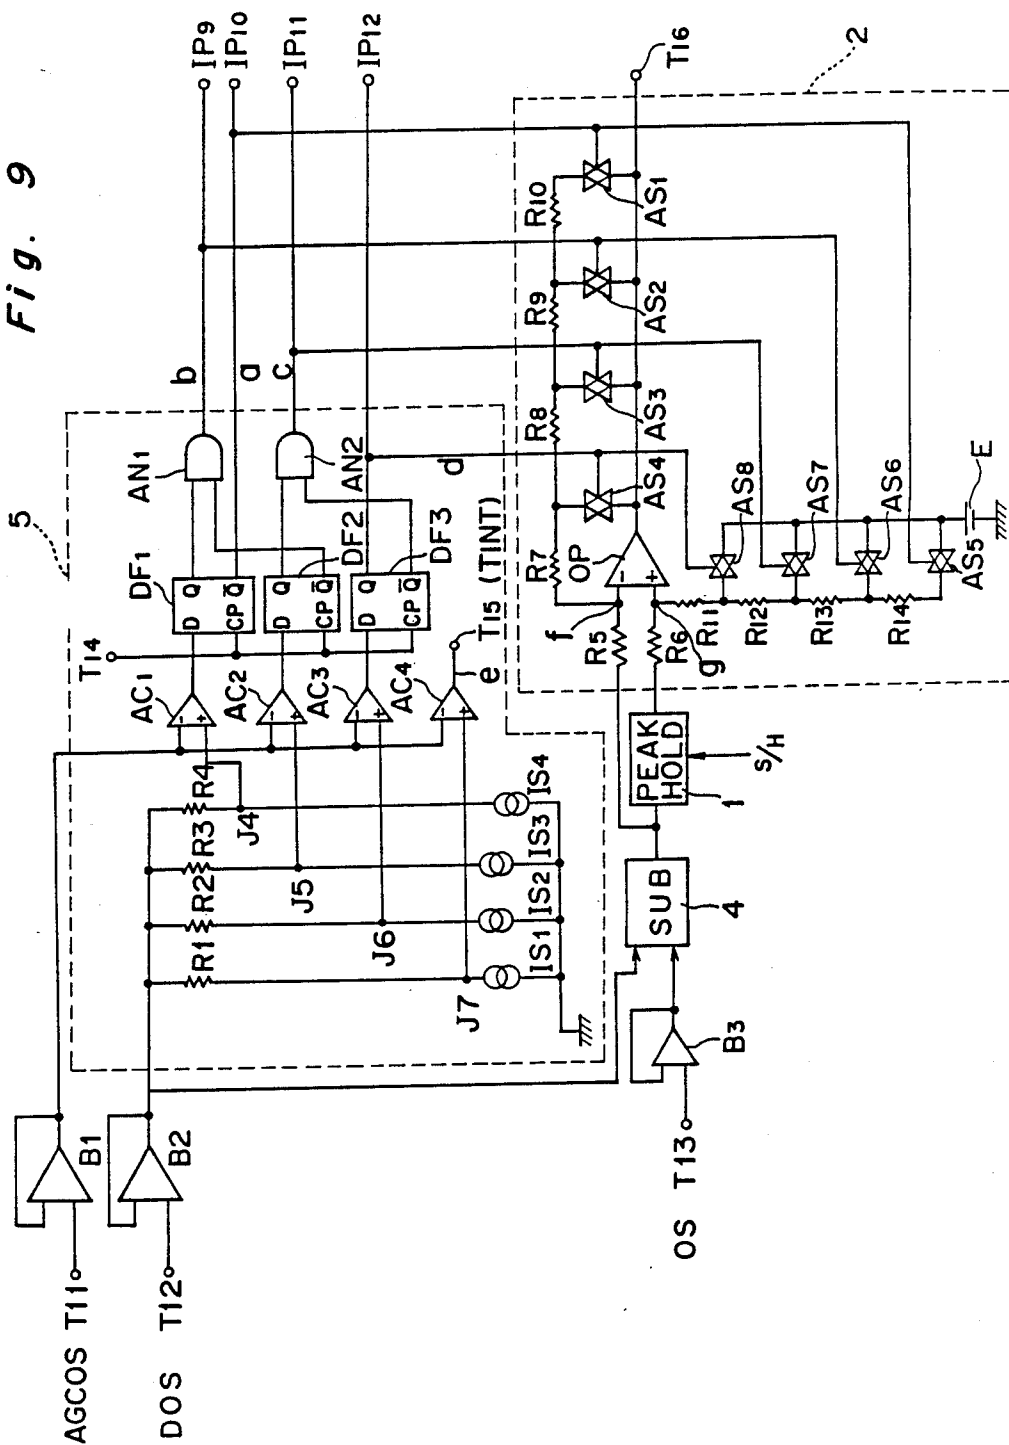 Fig. 9
5
AGCOS T11
B1
DOS T12
B2
T14
AC1
DF1
D Q
CP Q̅
AN1
b
IP9
a
IP10
AC2
DF2
D Q
CP Q̅
AN2
c
IP11
AC3
DF3
D Q
CP Q̅
d
IP12
AC4
e
T15 (TINT)
R1
R2
R3
R4
J4
J5
J6
J7
IS1
IS2
IS3
IS4
OS T13
B3
SUB
4
PEAK
HOLD
1
S/H
2
f
R5
R6
g
R7
R8
R9
R10
OP
AS4
AS3
AS2
AS1
T16
R11
R12
R13
R14
AS8
AS7
AS6
AS5
E